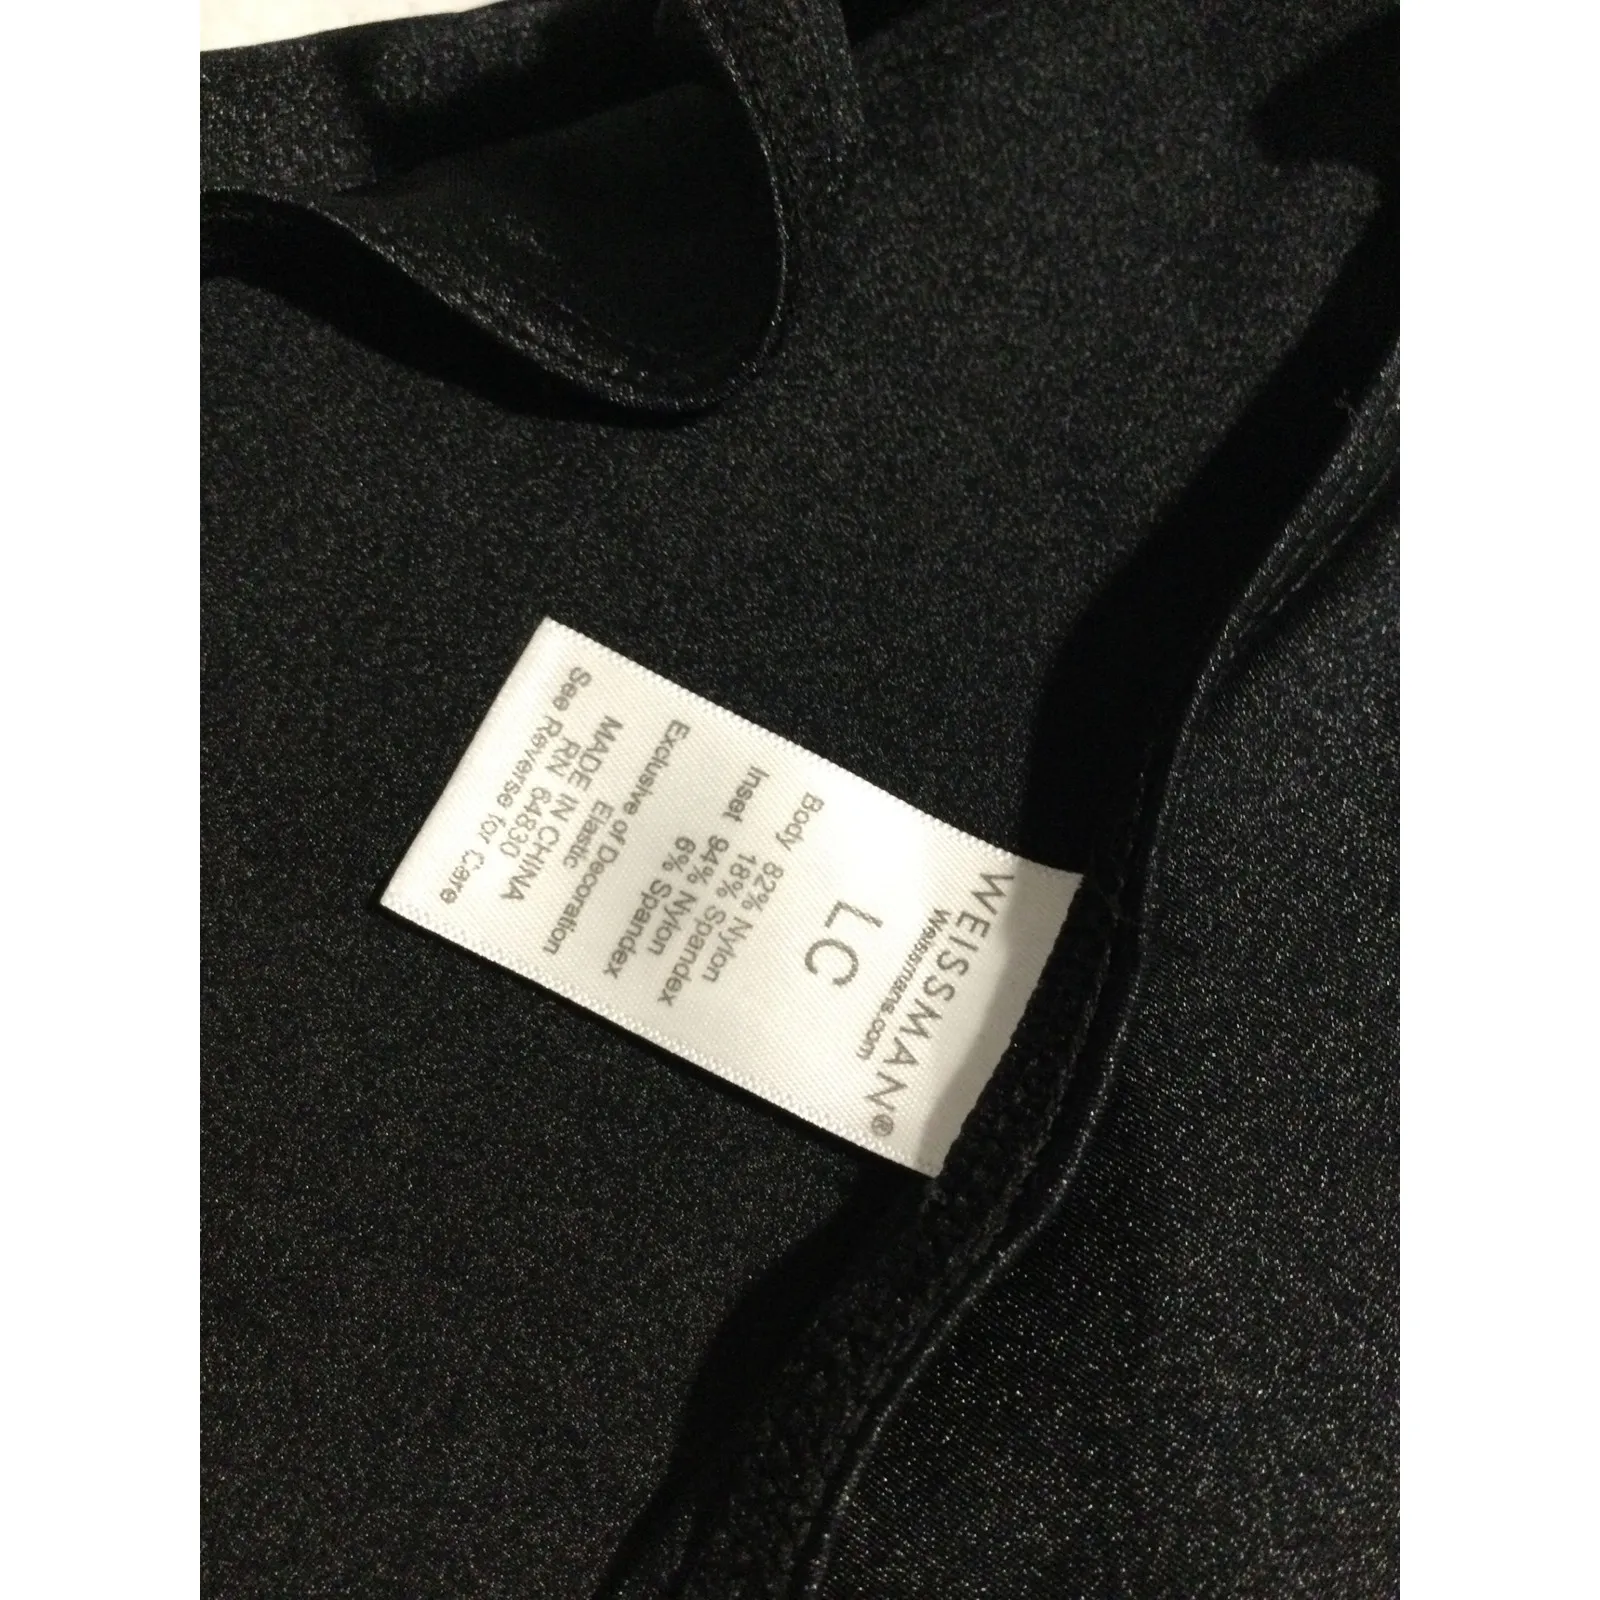 WEISSMAN®
Weissmans.com
LC
Body 82% Nylon
18% Spandex
Inset 94% Nylon
6% Spandex
Exclusive of Decoration
Elastic
MADE IN CHINA
RN 64830
See Reverse for Care